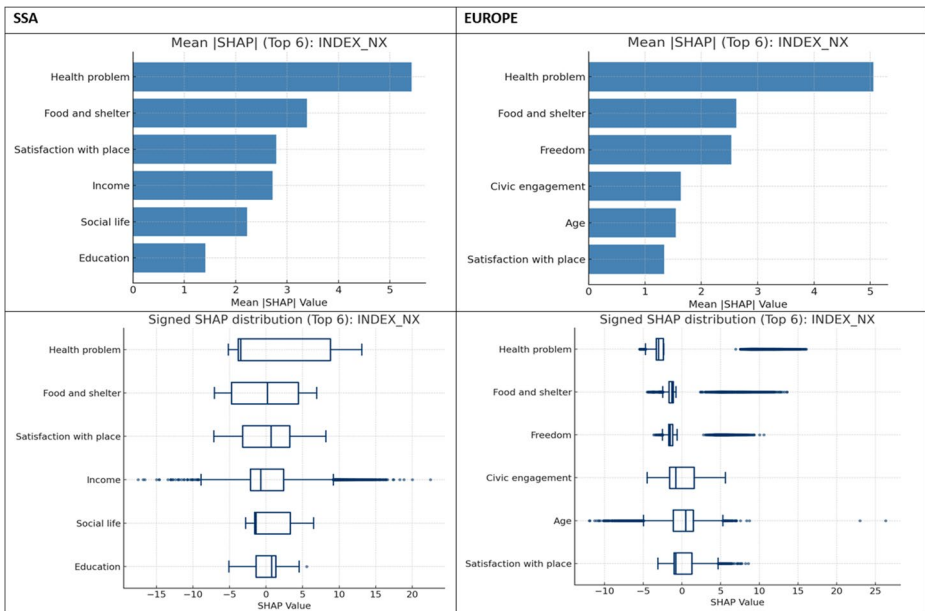 SSA
EUROPE
Mean |SHAP| (Top 6): INDEX_NX
Health problem
Food and shelter
Satisfaction with place
Income
Social life
Education
0 1 2 3 4 5
Mean |SHAP| Value
Mean |SHAP| (Top 6): INDEX_NX
Health problem
Food and shelter
Freedom
Civic engagement
Age
Satisfaction with place
0 1 2 3 4 5
Mean |SHAP| Value
Signed SHAP distribution (Top 6): INDEX_NX
Health problem
Food and shelter
Satisfaction with place
Income
Social life
Education
−15 −10 −5 0 5 10 15 20
SHAP Value
Signed SHAP distribution (Top 6): INDEX_NX
Health problem
Food and shelter
Freedom
Civic engagement
Age
Satisfaction with place
−10 −5 0 5 10 15 20 25
SHAP Value